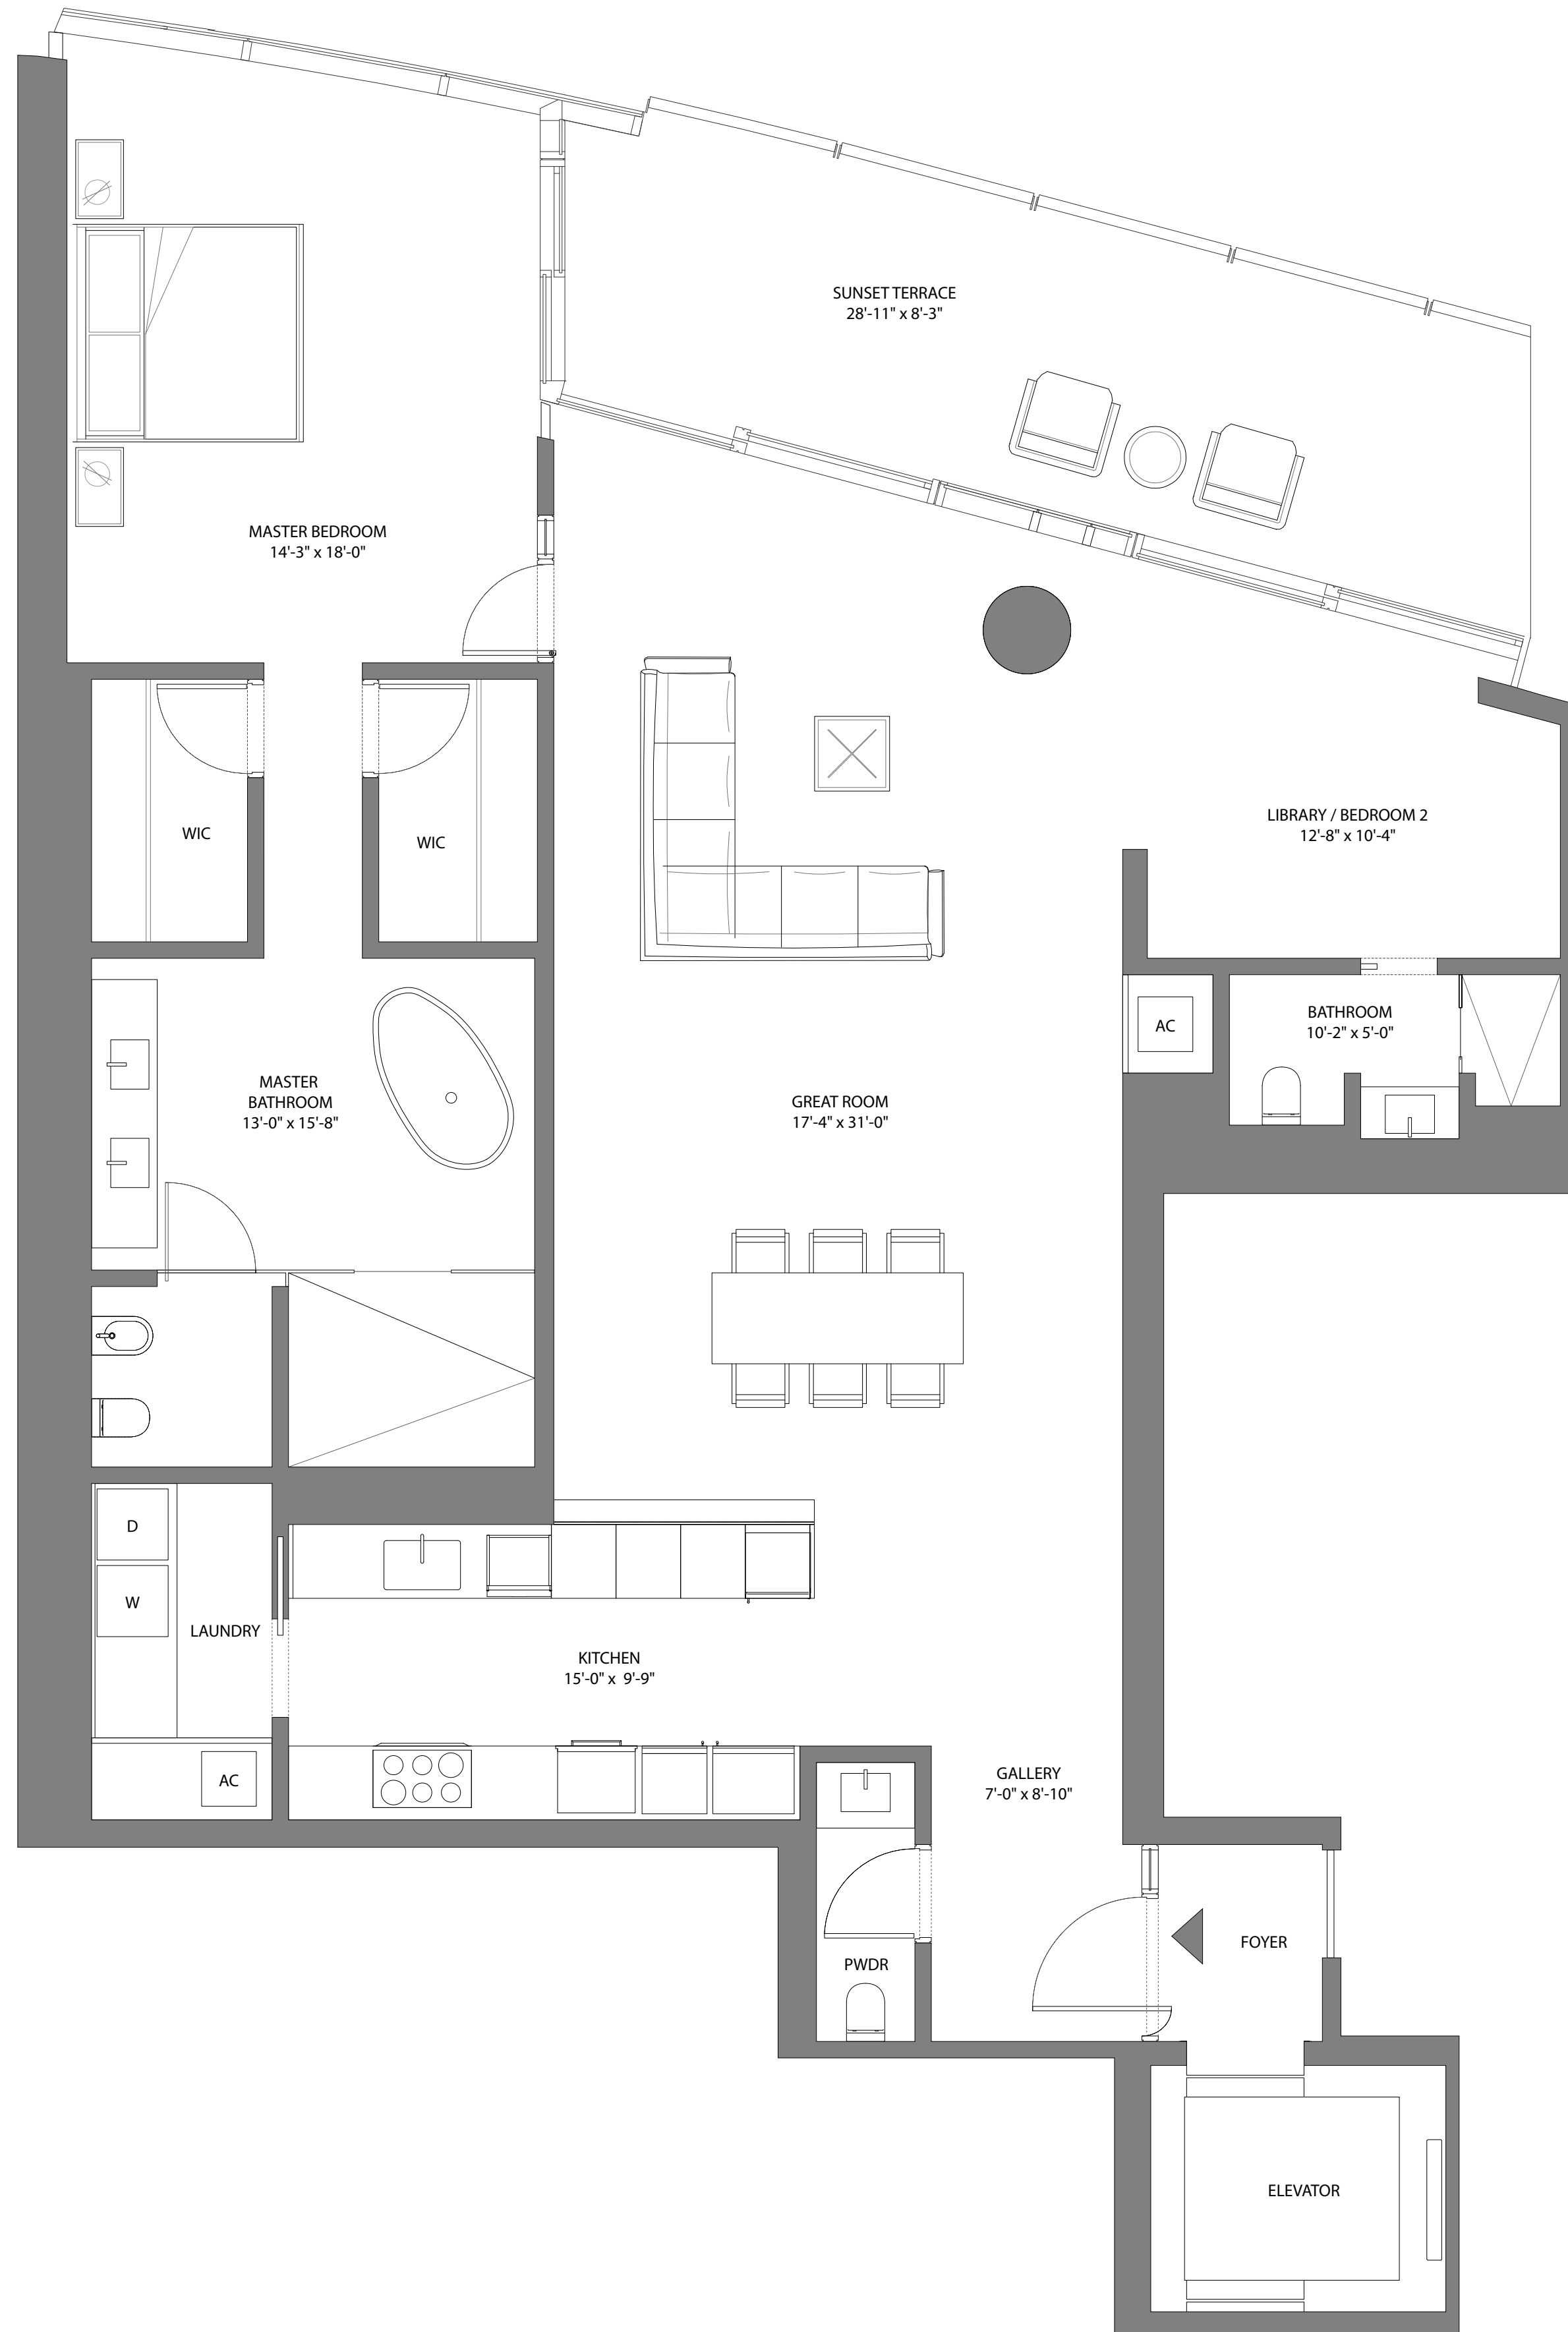 SUNSET TERRACE
28'-11" x 8'-3"
MASTER BEDROOM
14'-3" x 18'-0"
LIBRARY / BEDROOM 2
12'-8" x 10'-4"
WIC
WIC
BATHROOM
10'-2" x 5'-0"
AC
MASTER
BATHROOM
13'-0" x 15'-8"
GREAT ROOM
17'-4" x 31'-0"
D
W
LAUNDRY
KITCHEN
15'-0" x 9'-9"
AC
GALLERY
7'-0" x 8'-10"
FOYER
PWDR
ELEVATOR